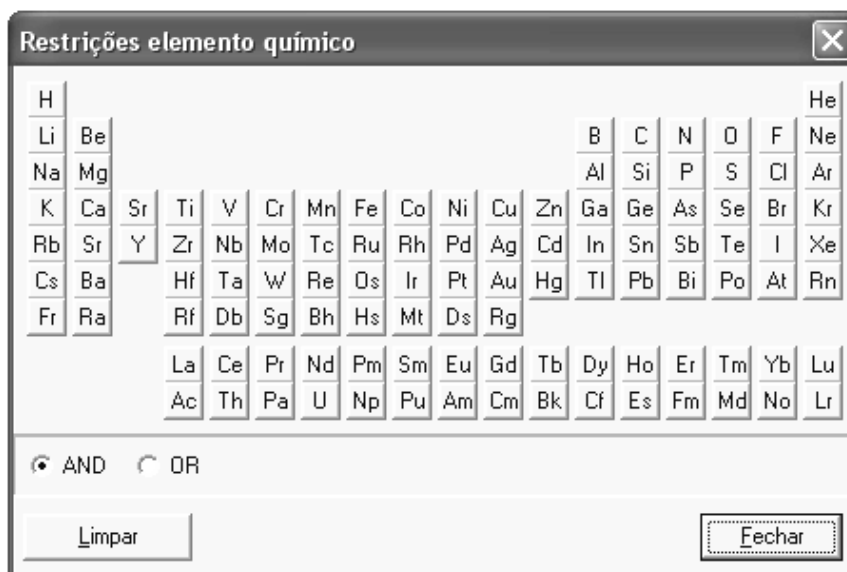 Restrições elemento químico
H He
Li Be B C N O F Ne
Na Mg Al Si P S Cl Ar
K Ca Sr Ti V Cr Mn Fe Co Ni Cu Zn Ga Ge As Se Br Kr
Rb Sr Y Zr Nb Mo Tc Ru Rh Pd Ag Cd In Sn Sb Te I Xe
Cs Ba Hf Ta W Re Os Ir Pt Au Hg Tl Pb Bi Po At Rn
Fr Ra Rf Db Sg Bh Hs Mt Ds Rg
La Ce Pr Nd Pm Sm Eu Gd Tb Dy Ho Er Tm Yb Lu
Ac Th Pa U Np Pu Am Cm Bk Cf Es Fm Md No Lr
AND OR
Limpar Fechar